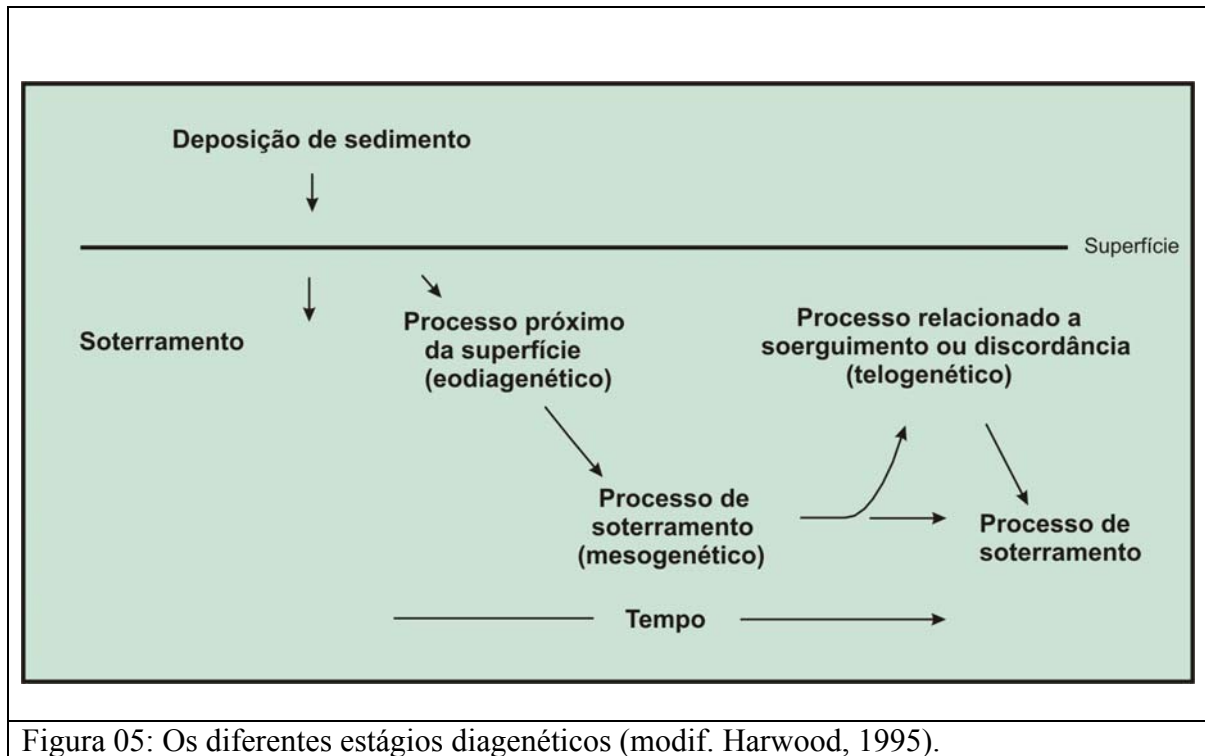 Deposição de sedimento
Superfície
Soterramento
Processo próximo
da superfície
(eodiagenético)
Processo relacionado a
soerguimento ou discordância
(telogenético)
Processo de
soterramento
(mesogenético)
Processo de
soterramento
Tempo
Figura 05: Os diferentes estágios diagenéticos (modif. Harwood, 1995).